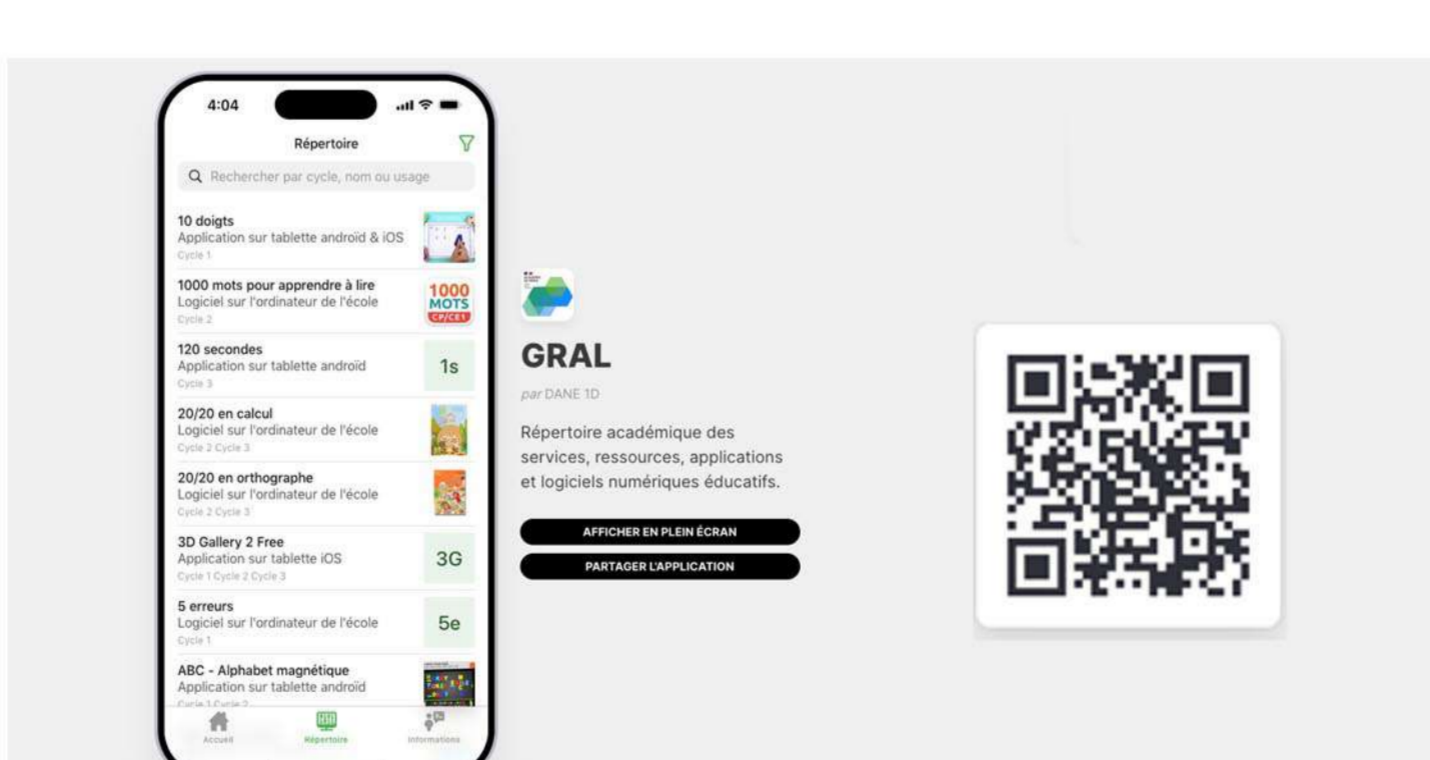 4:04
Répertoire
Rechercher par cycle, nom ou usage
10 doigts
Application sur tablette androïd & iOS
Cycle 1
1000 mots pour apprendre à lire
Logiciel sur l'ordinateur de l'école
Cycle 2
1000
MOTS
CP/CE1
120 secondes
Application sur tablette androïd
Cycle 3
1s
20/20 en calcul
Logiciel sur l'ordinateur de l'école
Cycle 2 Cycle 3
20/20 en orthographe
Logiciel sur l'ordinateur de l'école
Cycle 2 Cycle 3
3D Gallery 2 Free
Application sur tablette iOS
Cycle 1 Cycle 2 Cycle 3
3G
5 erreurs
Logiciel sur l'ordinateur de l'école
Cycle 1
5e
ABC - Alphabet magnétique
Application sur tablette androïd
Cycle 1 Cycle 2
Accueil
Répertoire
Informations
GRAL
par DANE 1D
Répertoire académique des
services, ressources, applications
et logiciels numériques éducatifs.
AFFICHER EN PLEIN ÉCRAN
PARTAGER L'APPLICATION